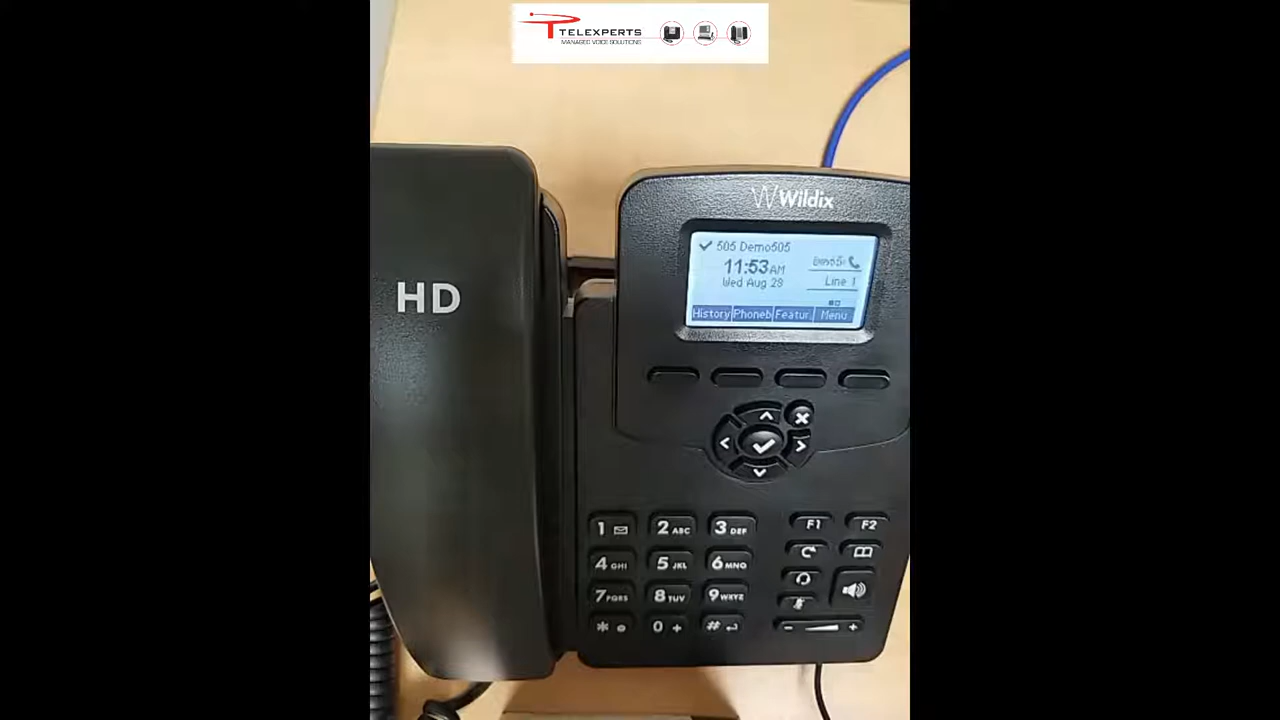 TELEXPERTS
MANAGED VOICE SOLUTIONS
Wildix
505 Demo505
11:53 AM
Wed Aug 28
Line 1
History Phoneb Featur. Menu
HD
1 2 ABC 3 DEF F1 F2
4 GHI 5 JKL 6 MNO
7 PQRS 8 TUV 9 WXYZ
* 0 + #
- +